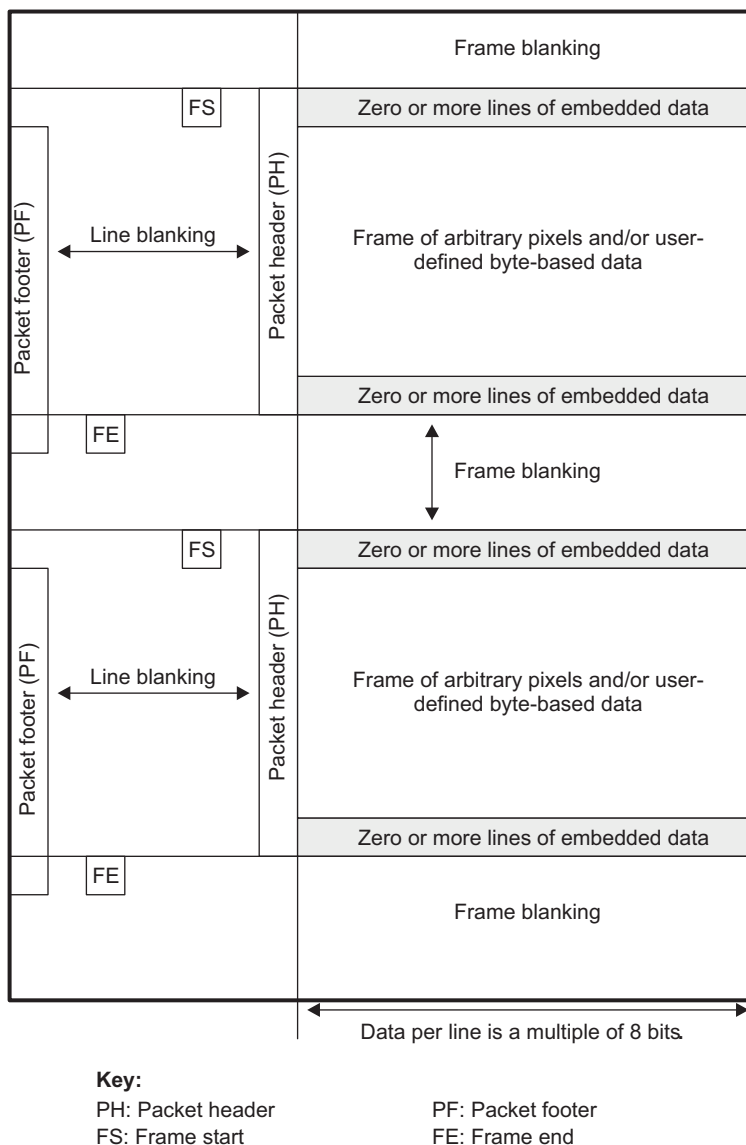 Frame blanking
FS
Zero or more lines of embedded data
Packet footer (PF)
Line blanking
Packet header (PH)
Frame of arbitrary pixels and/or user-
defined byte-based data
Zero or more lines of embedded data
FE
Frame blanking
FS
Zero or more lines of embedded data
Packet footer (PF)
Line blanking
Packet header (PH)
Frame of arbitrary pixels and/or user-
defined byte-based data
Zero or more lines of embedded data
FE
Frame blanking
Data per line is a multiple of 8 bits.
Key:
PH: Packet header
PF: Packet footer
FS: Frame start
FE: Frame end